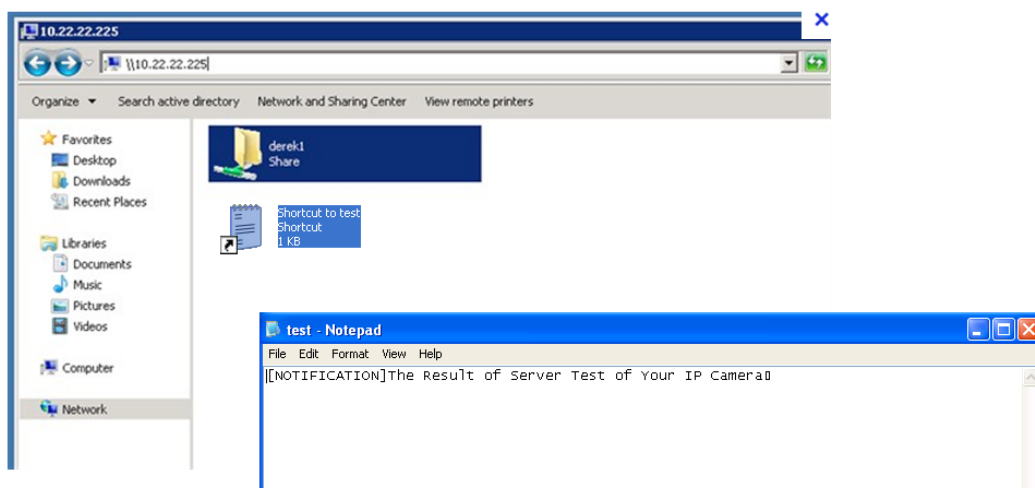 10.22.22.225
\\10.22.22.225
Organize Search active directory Network and Sharing Center View remote printers
Favorites
Desktop
Downloads
Recent Places
Libraries
Documents
Music
Pictures
Videos
Computer
Network
derek1
Share
Shortcut to test
Shortcut
1 KB
test - Notepad
File Edit Format View Help
[NOTIFICATION]The Result of Server Test of Your IP Camera